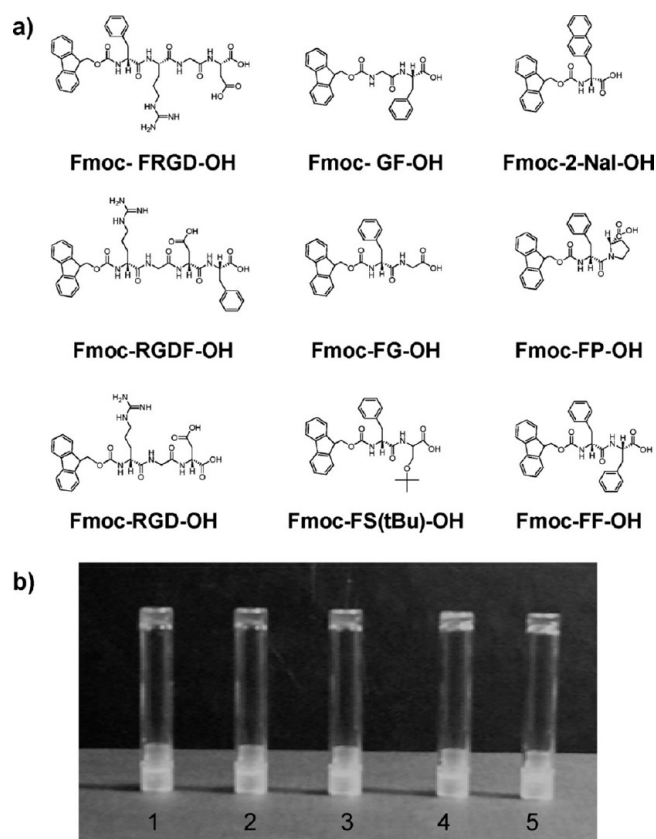 a)
Fmoc- FRGD-OH
Fmoc- GF-OH
Fmoc-2-Nal-OH
Fmoc-RGDF-OH
Fmoc-FG-OH
Fmoc-FP-OH
Fmoc-RGD-OH
Fmoc-FS(tBu)-OH
Fmoc-FF-OH
b)
1 2 3 4 5